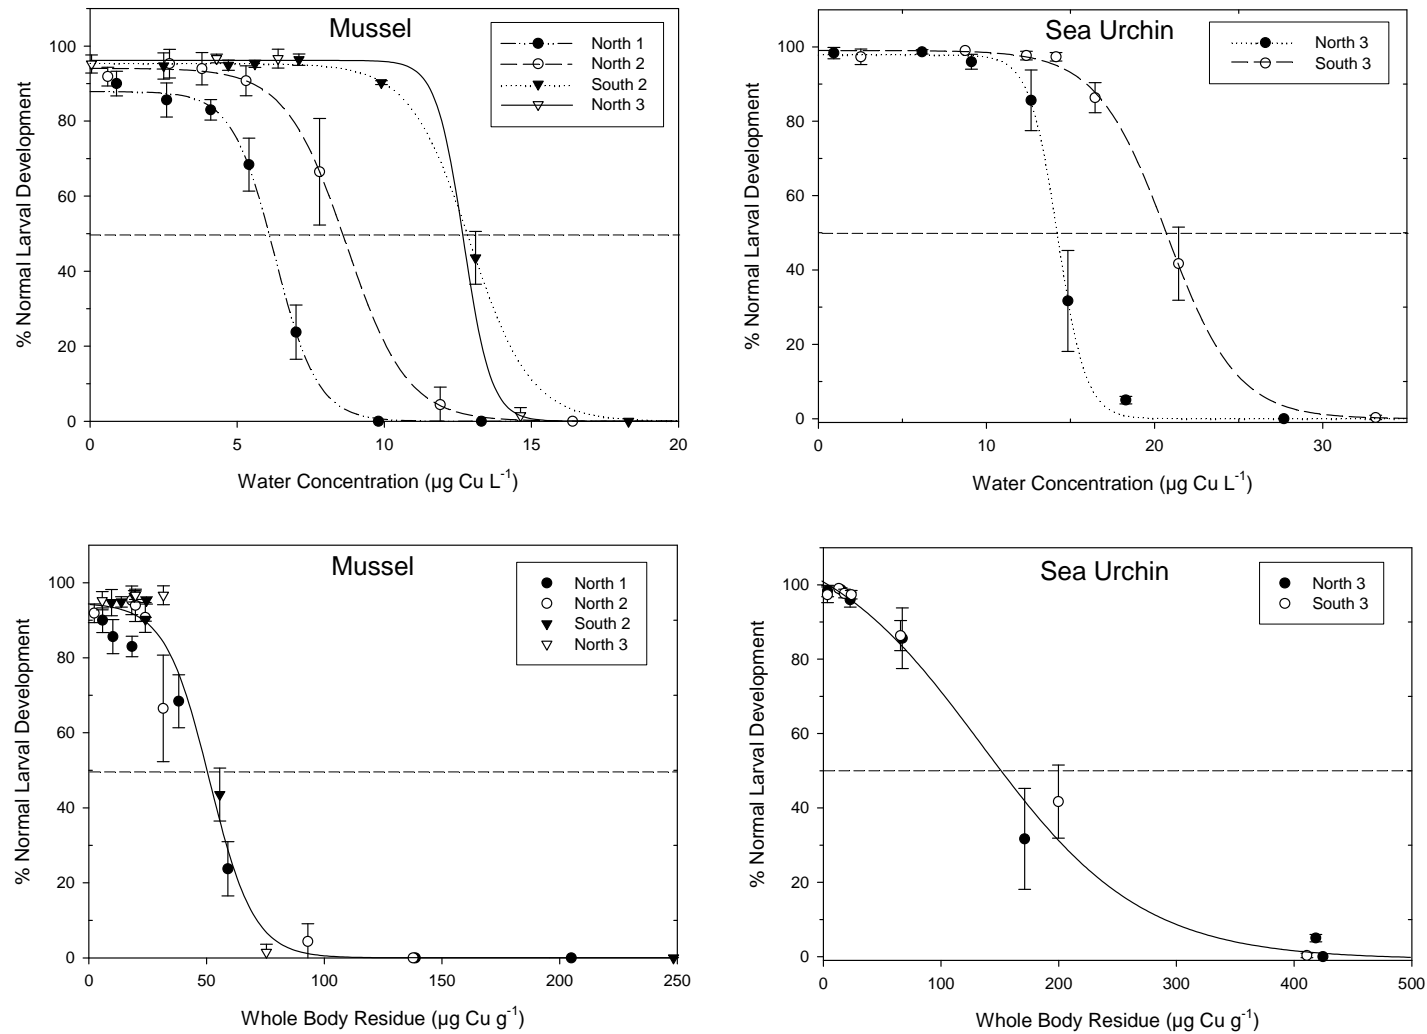 Mussel
North 1
North 2
South 2
North 3
100
80
60
40
20
0
% Normal Larval Development
0 5 10 15 20
Water Concentration (µg Cu L⁻¹)
Sea Urchin
North 3
South 3
100
80
60
40
20
0
% Normal Larval Development
0 10 20 30
Water Concentration (µg Cu L⁻¹)
Mussel
North 1
North 2
South 2
North 3
100
80
60
40
20
0
% Normal Larval Development
0 50 100 150 200 250
Whole Body Residue (µg Cu g⁻¹)
Sea Urchin
North 3
South 3
100
80
60
40
20
0
% Normal Larval Development
0 100 200 300 400 500
Whole Body Residue (µg Cu g⁻¹)